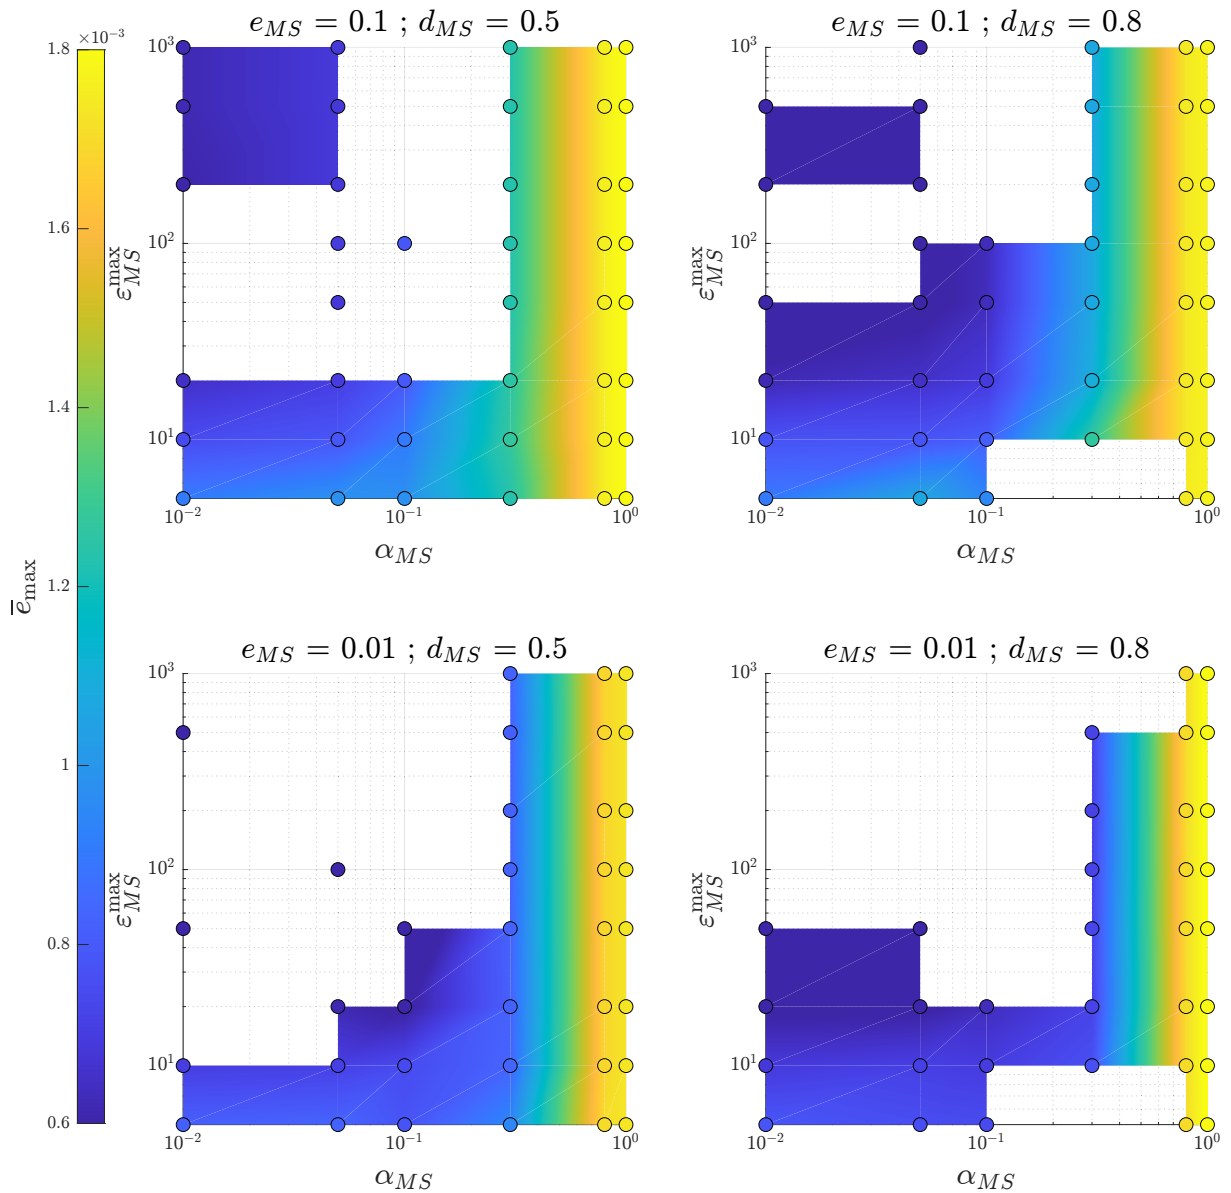 ×10⁻³
1.8
1.6
1.4
1.2
1
0.8
0.6
e̅_max
e_MS = 0.1 ; d_MS = 0.5
10³
10²
10¹
ε_MS^max
10⁻²
10⁻¹
10⁰
α_MS
e_MS = 0.1 ; d_MS = 0.8
10³
10²
10¹
ε_MS^max
10⁻²
10⁻¹
10⁰
α_MS
e_MS = 0.01 ; d_MS = 0.5
10³
10²
10¹
ε_MS^max
10⁻²
10⁻¹
10⁰
α_MS
e_MS = 0.01 ; d_MS = 0.8
10³
10²
10¹
ε_MS^max
10⁻²
10⁻¹
10⁰
α_MS